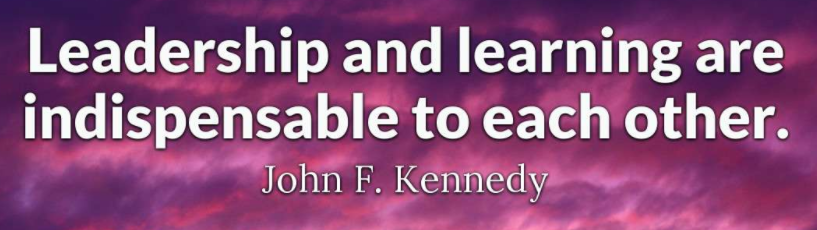 Leadership and learning are
indispensable to each other.
John F. Kennedy